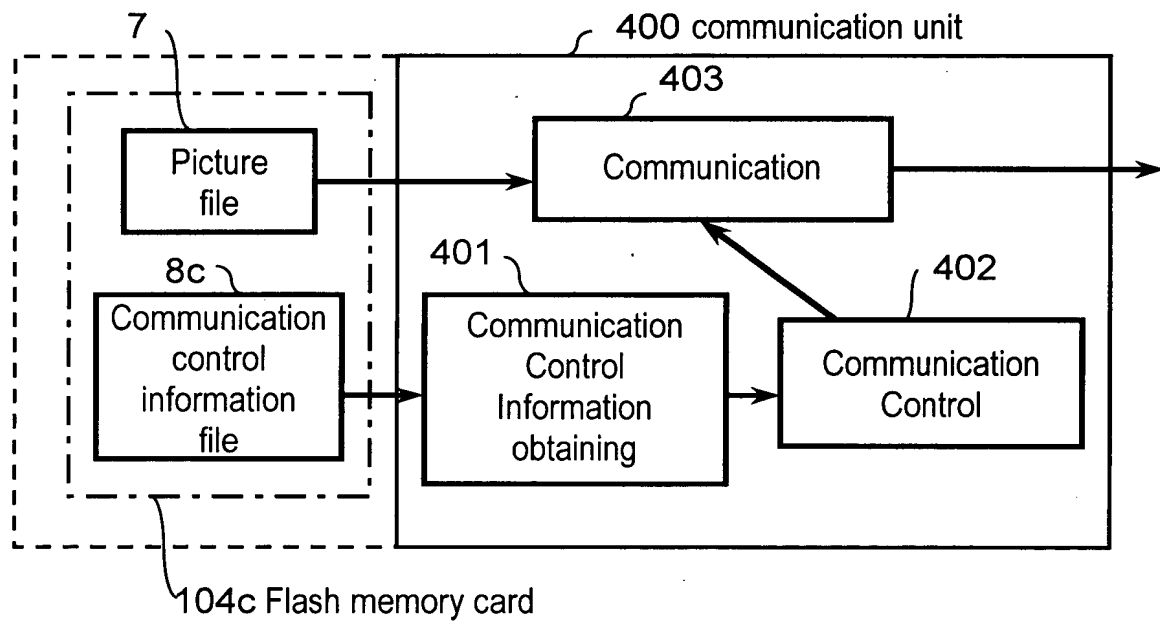 7
400 communication unit
403
Picture
file
Communication
8c
401
402
Communication
control
information
file
Communication
Control
Information
obtaining
Communication
Control
104c Flash memory card